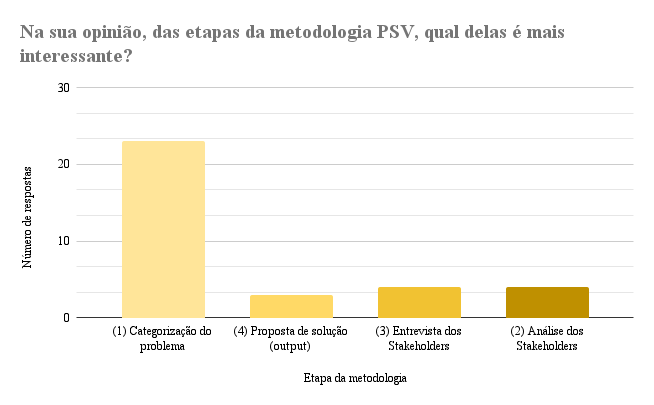 Na sua opinião, das etapas da metodologia PSV, qual delas é mais
interessante?
30
20
10
0
Número de respostas
(1) Categorização do
problema
(4) Proposta de solução
(output)
(3) Entrevista dos
Stakeholders
(2) Análise dos
Stakeholders
Etapa da metodologia